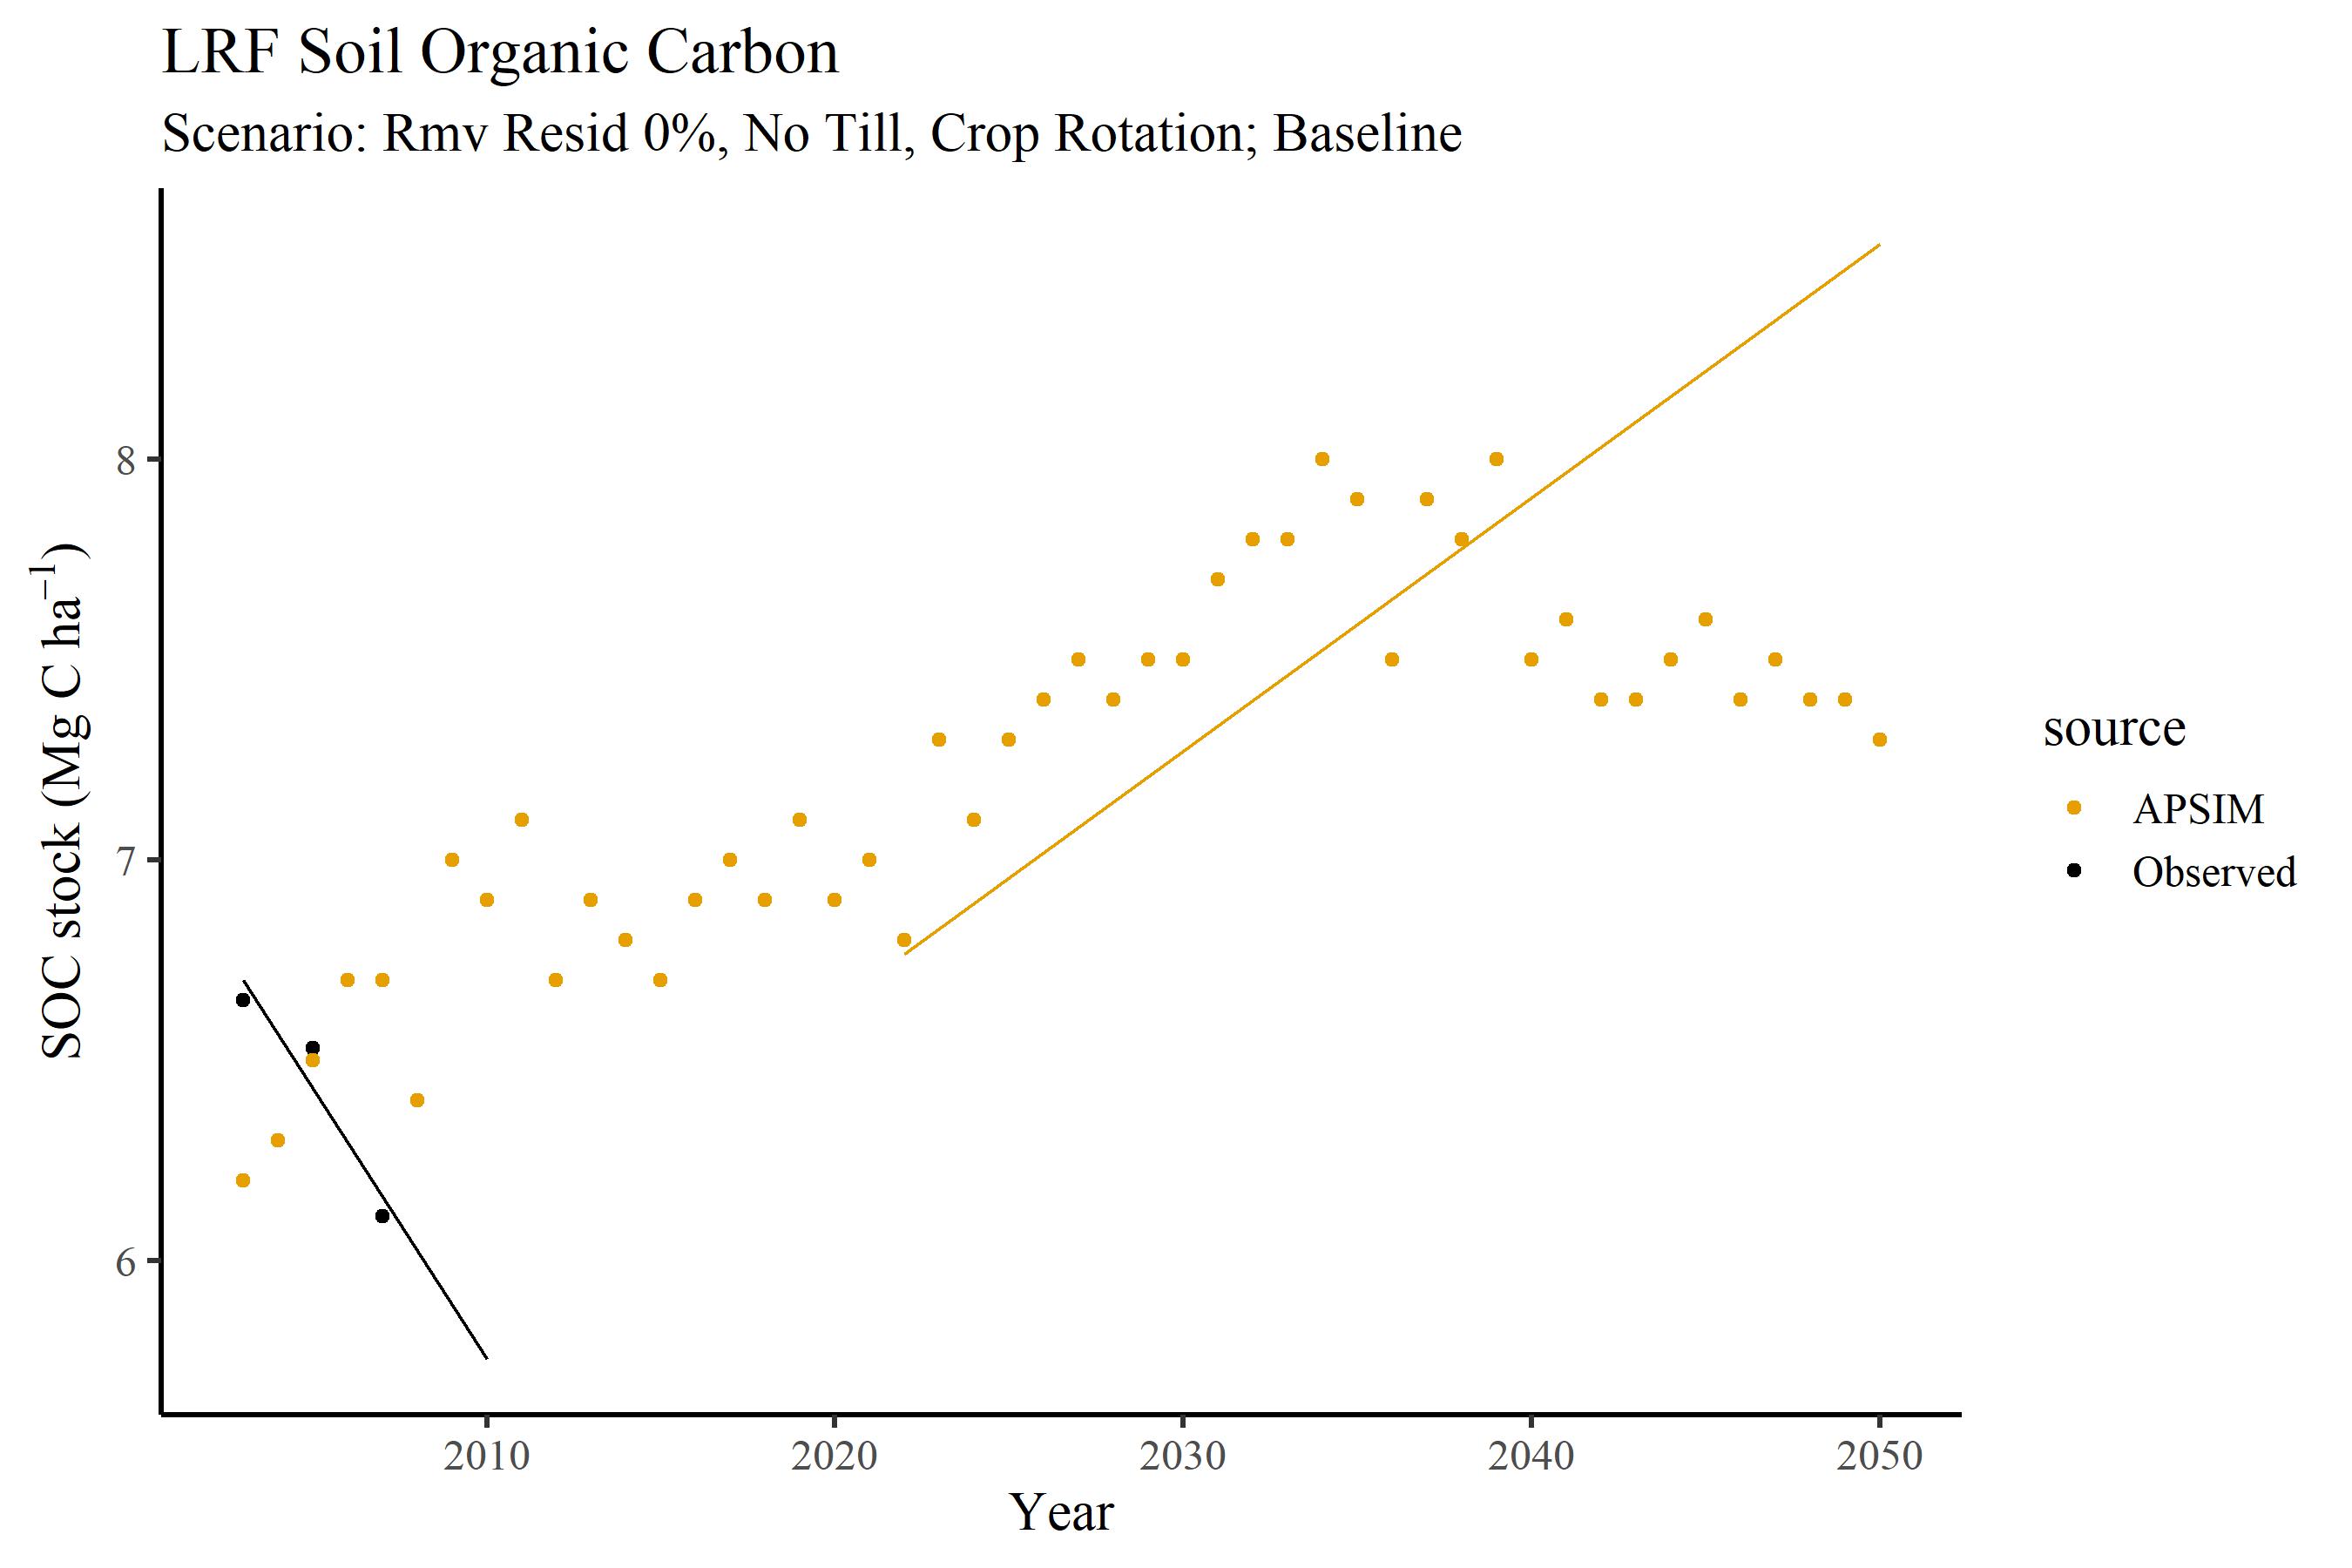 LRF Soil Organic Carbon
Scenario: Rmv Resid 0%, No Till, Crop Rotation; Baseline
SOC stock (Mg C ha⁻¹)
8
7
6
2010 2020 2030 2040 2050
Year
source
APSIM
Observed